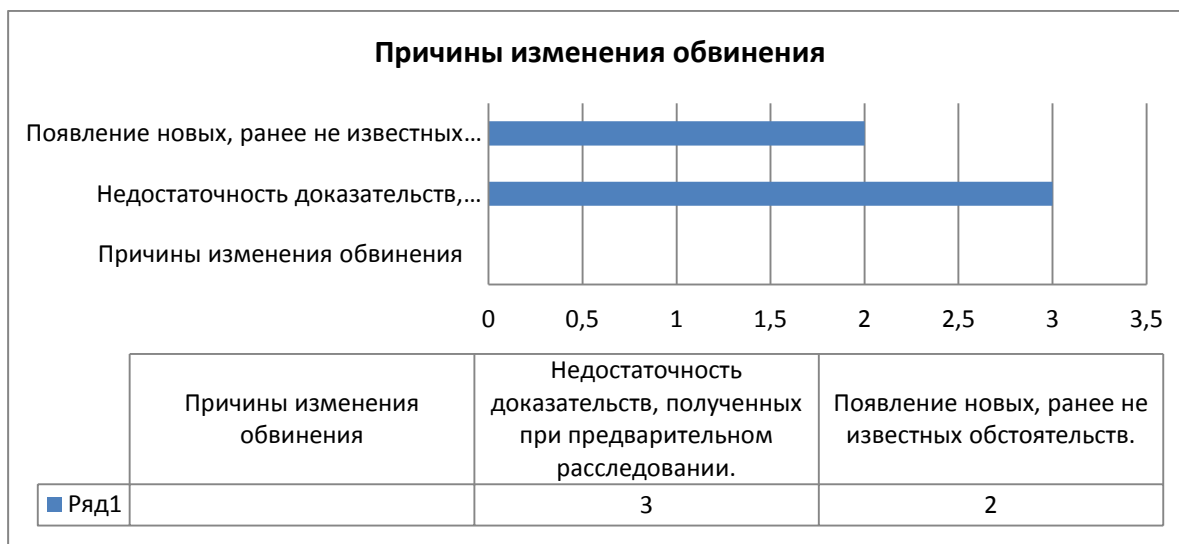 Причины изменения обвинения
Появление новых, ранее не известных…
Недостаточность доказательств,…
Причины изменения обвинения
0 0,5 1 1,5 2 2,5 3 3,5
Причины изменения
обвинения
Недостаточность
доказательств, полученных
при предварительном
расследовании.
Появление новых, ранее не
известных обстоятельств.
Ряд1 3 2